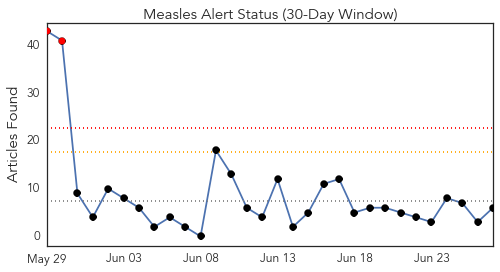 Measles Alert Status (30-Day Window)
Articles Found
40
30
20
10
0
May 29
Jun 03
Jun 08
Jun 13
Jun 18
Jun 23